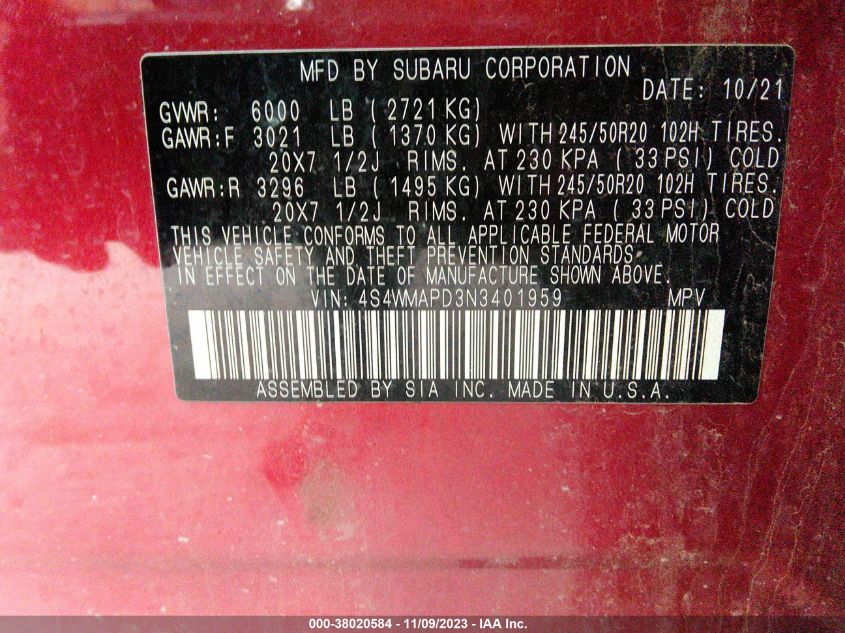 MFD BY SUBARU CORPORATION
DATE: 10/21
GVWR: 6000 LB ( 2721 KG)
GAWR:F 3021 LB ( 1370 KG) WITH 245/50R20 102H TIRES.
20X7 1/2J RIMS. AT 230 KPA ( 33 PSI) COLD
GAWR:R 3296 LB ( 1495 KG) WITH 245/50R20 102H TIRES.
20X7 1/2J RIMS. AT 230 KPA ( 33 PSI) COLD
THIS VEHICLE CONFORMS TO ALL APPLICABLE FEDERAL MOTOR
VEHICLE SAFETY AND THEFT PREVENTION STANDARDS
IN EFFECT ON THE DATE OF MANUFACTURE SHOWN ABOVE.
VIN: 4S4WMAPD3N3401959 MPV
ASSEMBLED BY SIA INC. MADE IN U.S.A.
000-38020584 - 11/09/2023 - IAA Inc.